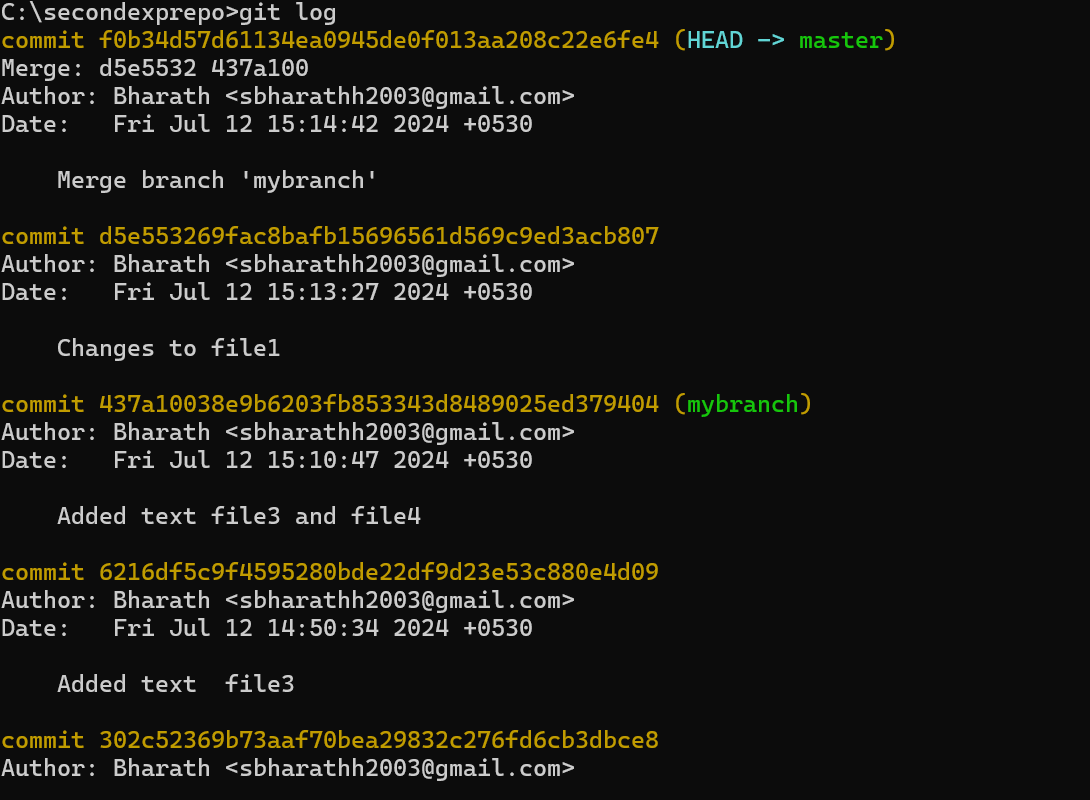 C:\secondexprepo>git log
commit f0b34d57d61134ea0945de0f013aa208c22e6fe4 (HEAD -> master)
Merge: d5e5532 437a100
Author: Bharath <sbharathh2003@gmail.com>
Date:   Fri Jul 12 15:14:42 2024 +0530
    Merge branch 'mybranch'
commit d5e553269fac8bafb15696561d569c9ed3acb807
Author: Bharath <sbharathh2003@gmail.com>
Date:   Fri Jul 12 15:13:27 2024 +0530
    Changes to file1
commit 437a10038e9b6203fb853343d8489025ed379404 (mybranch)
Author: Bharath <sbharathh2003@gmail.com>
Date:   Fri Jul 12 15:10:47 2024 +0530
    Added text file3 and file4
commit 6216df5c9f4595280bde22df9d23e53c880e4d09
Author: Bharath <sbharathh2003@gmail.com>
Date:   Fri Jul 12 14:50:34 2024 +0530
    Added text  file3
commit 302c52369b73aaf70bea29832c276fd6cb3dbce8
Author: Bharath <sbharathh2003@gmail.com>